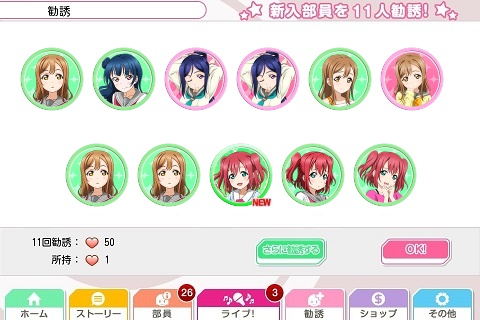 勧誘
新入部員を11人勧誘!
NEW
11回勧誘: 50
所持: 1
さらに勧誘する
OK!
26
3
ホーム
ストーリー
部員
ライブ!
勧誘
ショップ
その他